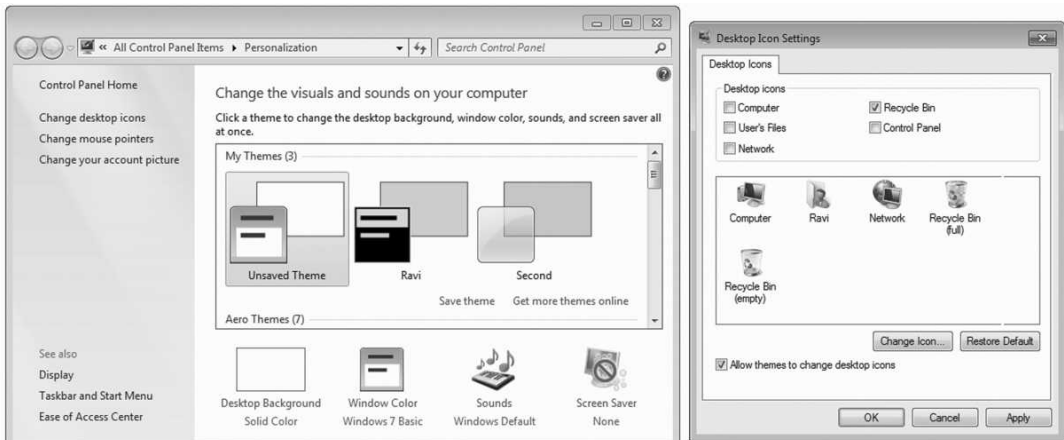 « All Control Panel Items ▸ Personalization
Search Control Panel
Control Panel Home
Change desktop icons
Change mouse pointers
Change your account picture
See also
Display
Taskbar and Start Menu
Ease of Access Center
Change the visuals and sounds on your computer
Click a theme to change the desktop background, window color, sounds, and screen saver all
at once.
My Themes (3)
Unsaved Theme Ravi Second
Save theme Get more themes online
Aero Themes (7)
Desktop Background Window Color Sounds Screen Saver
Solid Color Windows 7 Basic Windows Default None
Desktop Icon Settings
Desktop Icons
Desktop icons
Computer Recycle Bin
User's Files Control Panel
Network
Computer Ravi Network Recycle Bin
(full)
Recycle Bin
(empty)
Change Icon... Restore Default
Allow themes to change desktop icons
OK Cancel Apply